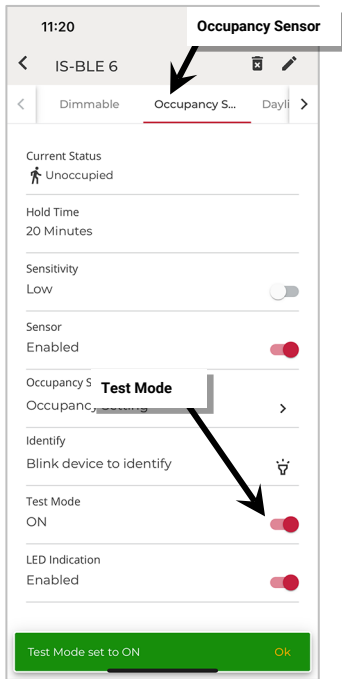 11:20
Occupancy Sensor
IS-BLE 6
Dimmable Occupancy S... Dayli
Current Status
Unoccupied
Hold Time
20 Minutes
Sensitivity
Low
Sensor
Enabled
Occupancy S
Test Mode
Occupancy Setting
Identify
Blink device to identify
Test Mode
ON
LED Indication
Enabled
Test Mode set to ON Ok